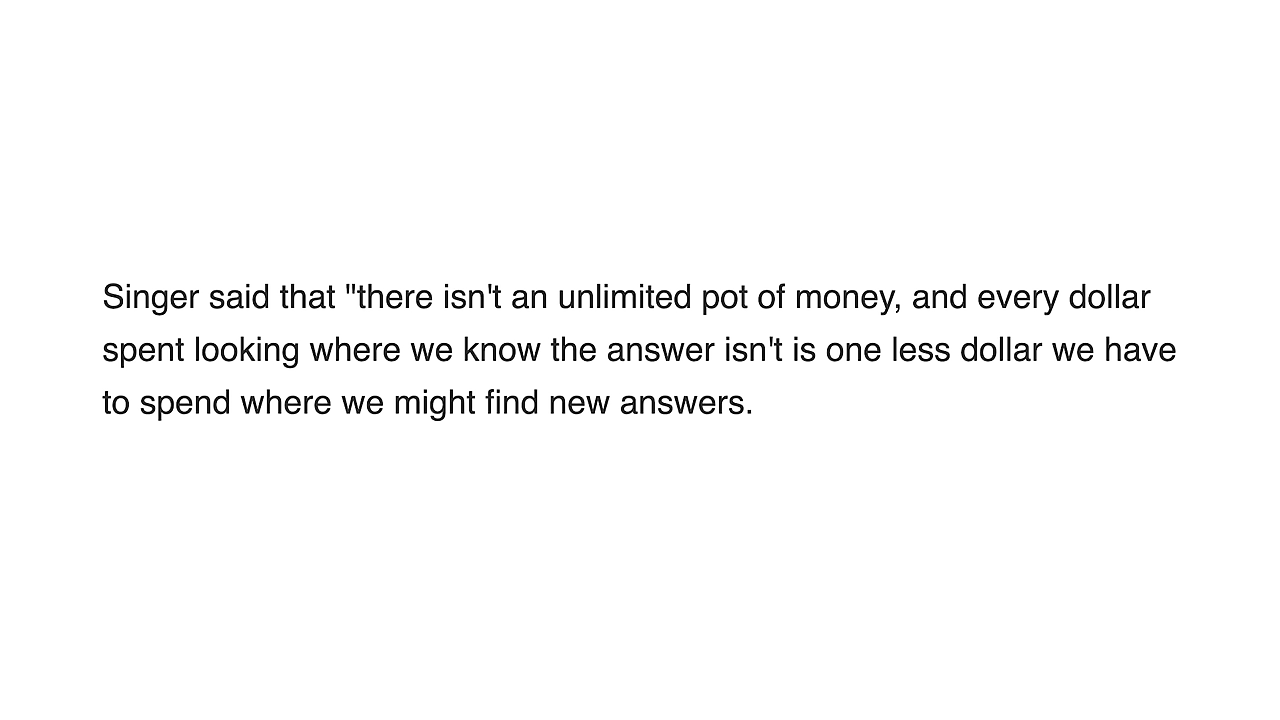 Singer said that "there isn't an unlimited pot of money, and every dollar
spent looking where we know the answer isn't is one less dollar we have
to spend where we might find new answers.